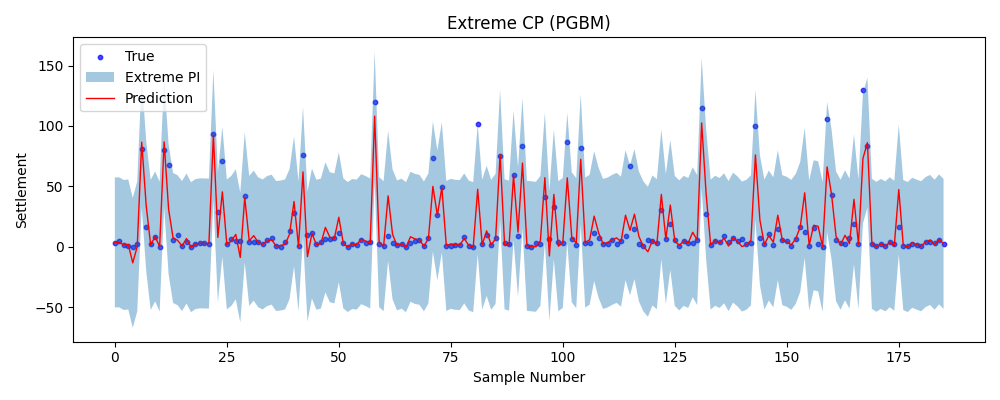 Extreme CP (PGBM)
True
Extreme PI
Prediction
Settlement
150
100
50
0
−50
0
25
50
75
100
125
150
175
Sample Number